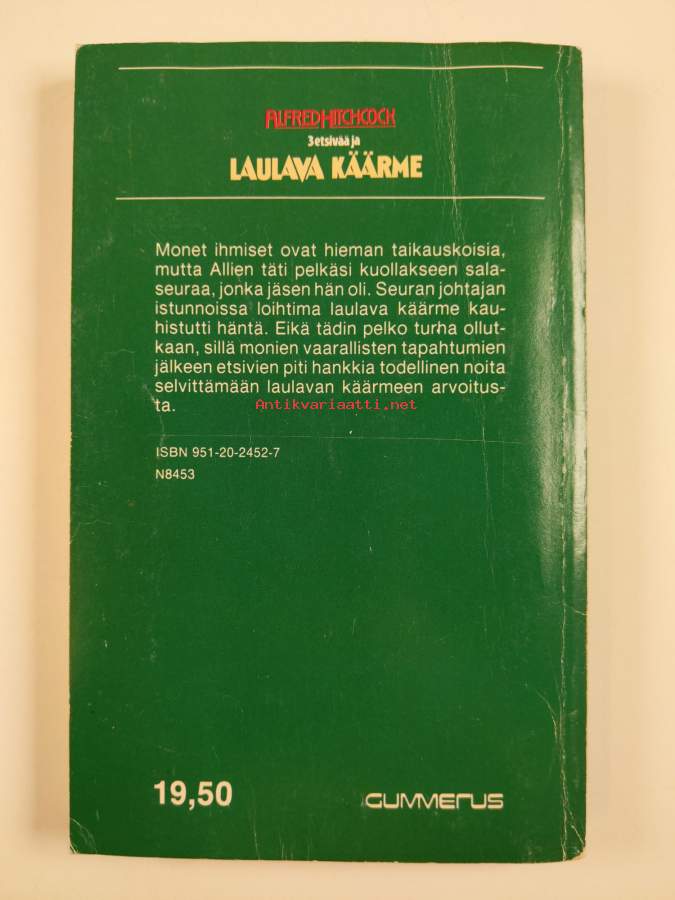 ALFRED HITCHCOCK
3 etsivää ja
LAULAVA KÄÄRME
Monet ihmiset ovat hieman taikauskoisia,
mutta Allien täti pelkäsi kuollakseen sala-
seuraa, jonka jäsen hän oli. Seuran johtajan
istunnoissa loihtima laulava käärme kau-
histutti häntä. Eikä tädin pelko turha ollut-
kaan, sillä monien vaarallisten tapahtumien
jälkeen etsivien piti hankkia todellinen noita
selvittämään laulavan käärmeen arvoitus-
ta.
Antikvariaatti.net
ISBN 951-20-2452-7
N8453
19,50
GUMMERUS